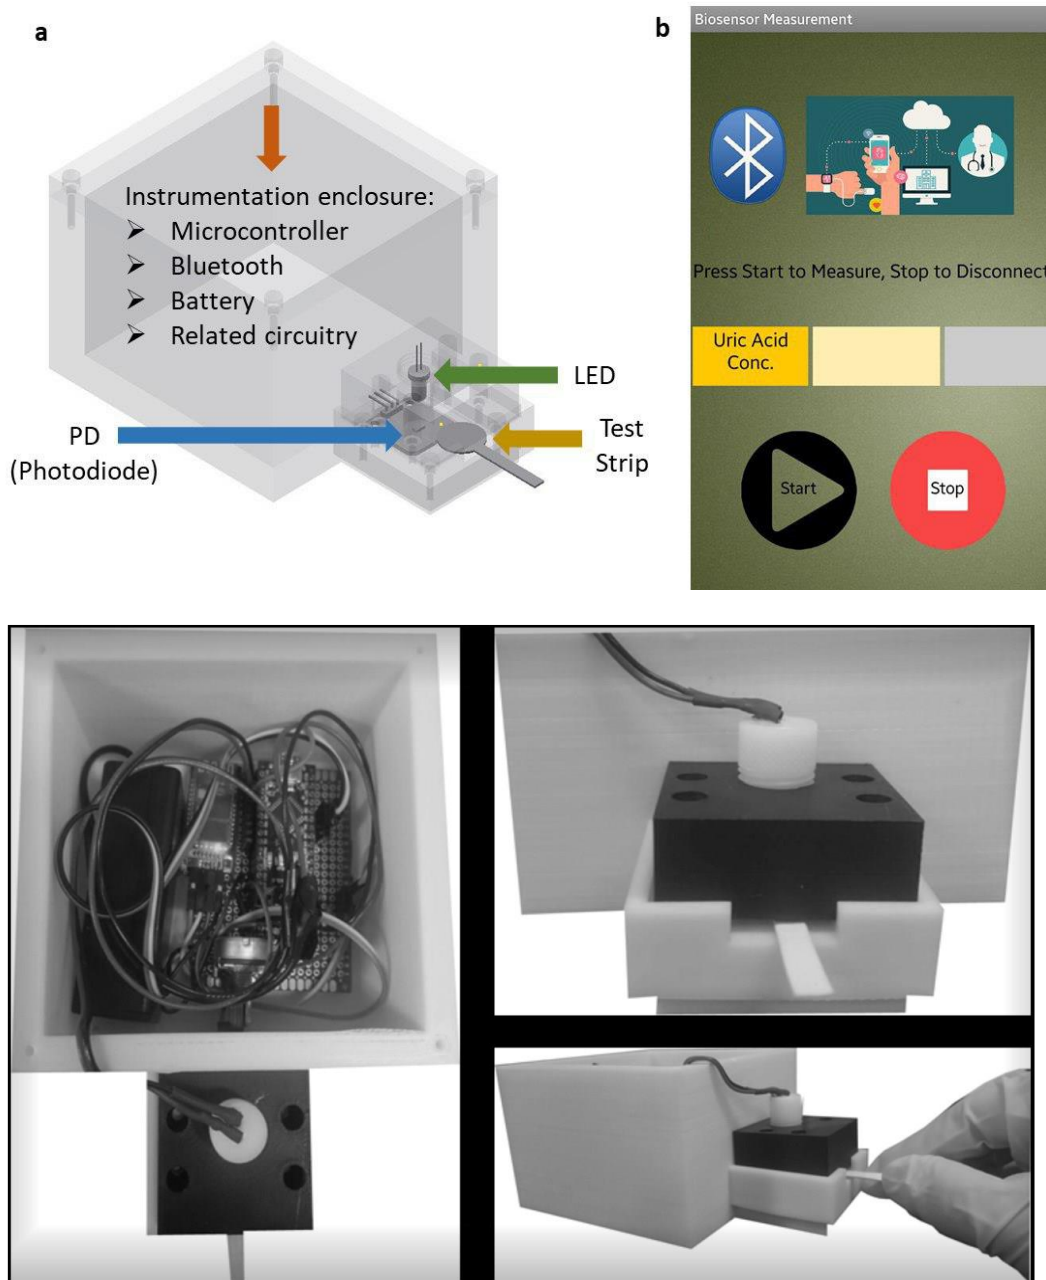 a
Instrumentation enclosure:
➢ Microcontroller
➢ Bluetooth
➢ Battery
➢ Related circuitry
LED
PD
(Photodiode)
Test
Strip
b
Biosensor Measurement
Press Start to Measure, Stop to Disconnect
Uric Acid
Conc.
Start
Stop